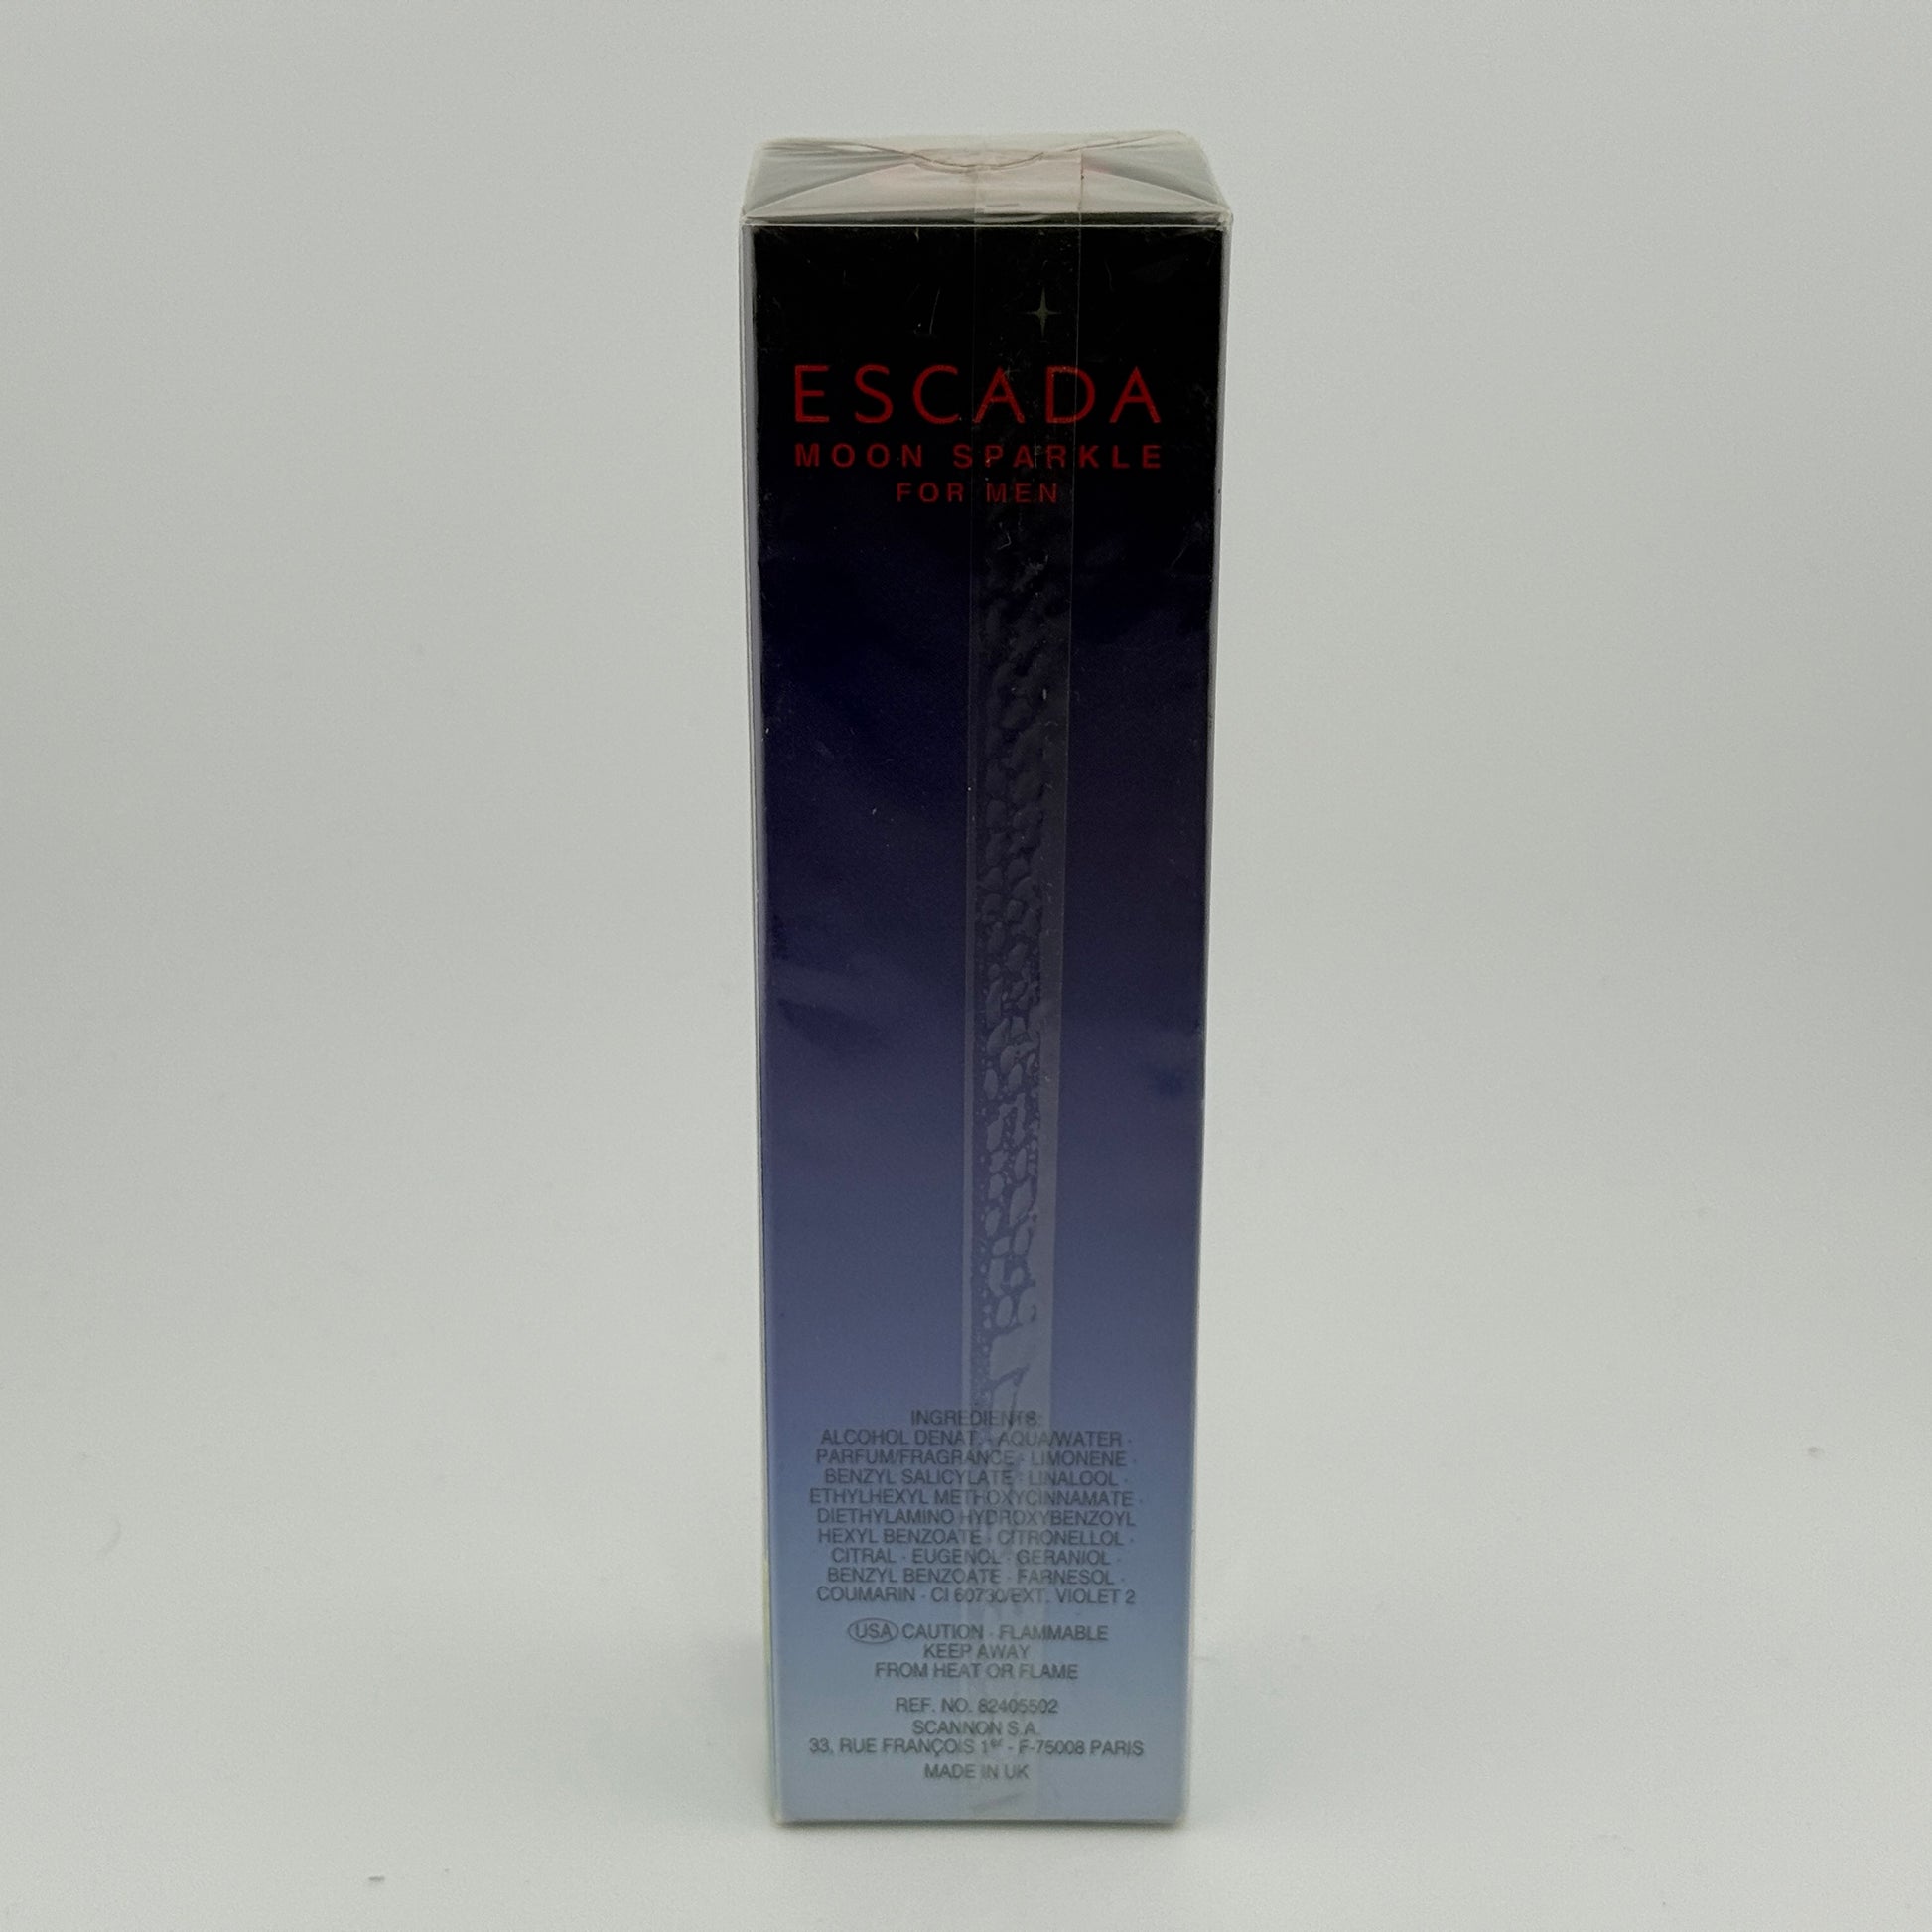 ESCADA
MOON SPARKLE
FOR MEN
INGREDIENTS:
ALCOHOL DENAT. · AQUA/WATER ·
PARFUM/FRAGRANCE · LIMONENE ·
BENZYL SALICYLATE · LINALOOL ·
ETHYLHEXYL METHOXYCINNAMATE ·
DIETHYLAMINO HYDROXYBENZOYL
HEXYL BENZOATE · CITRONELLOL ·
CITRAL · EUGENOL · GERANIOL ·
BENZYL BENZOATE · FARNESOL ·
COUMARIN · CI 60730/EXT. VIOLET 2
USA CAUTION - FLAMMABLE
KEEP AWAY
FROM HEAT OR FLAME
REF. NO. 82405502
SCANNON S.A.
33, RUE FRANÇOIS 1er - F-75008 PARIS
MADE IN UK